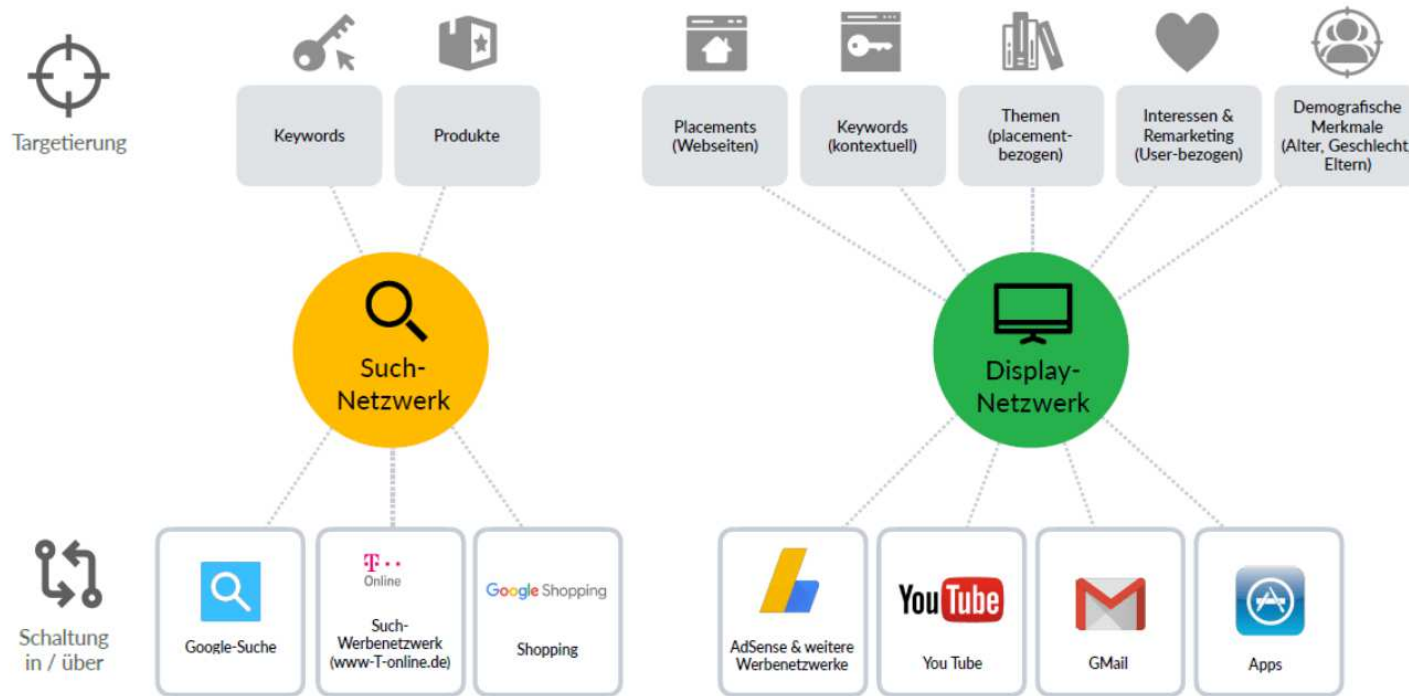 Targetierung
Keywords
Produkte
Placements
(Webseiten)
Keywords
(kontextuell)
Themen
(placement-
bezogen)
Interessen &
Remarketing
(User-bezogen)
Demografische
Merkmale
(Alter, Geschlecht,
Eltern)
Such-
Netzwerk
Display-
Netzwerk
Schaltung
in / über
Google-Suche
T··
Online
Such-
Werbenetzwerk
(www-T-online.de)
Google Shopping
Shopping
AdSense & weitere
Werbenetzwerke
YouTube
You Tube
GMail
Apps